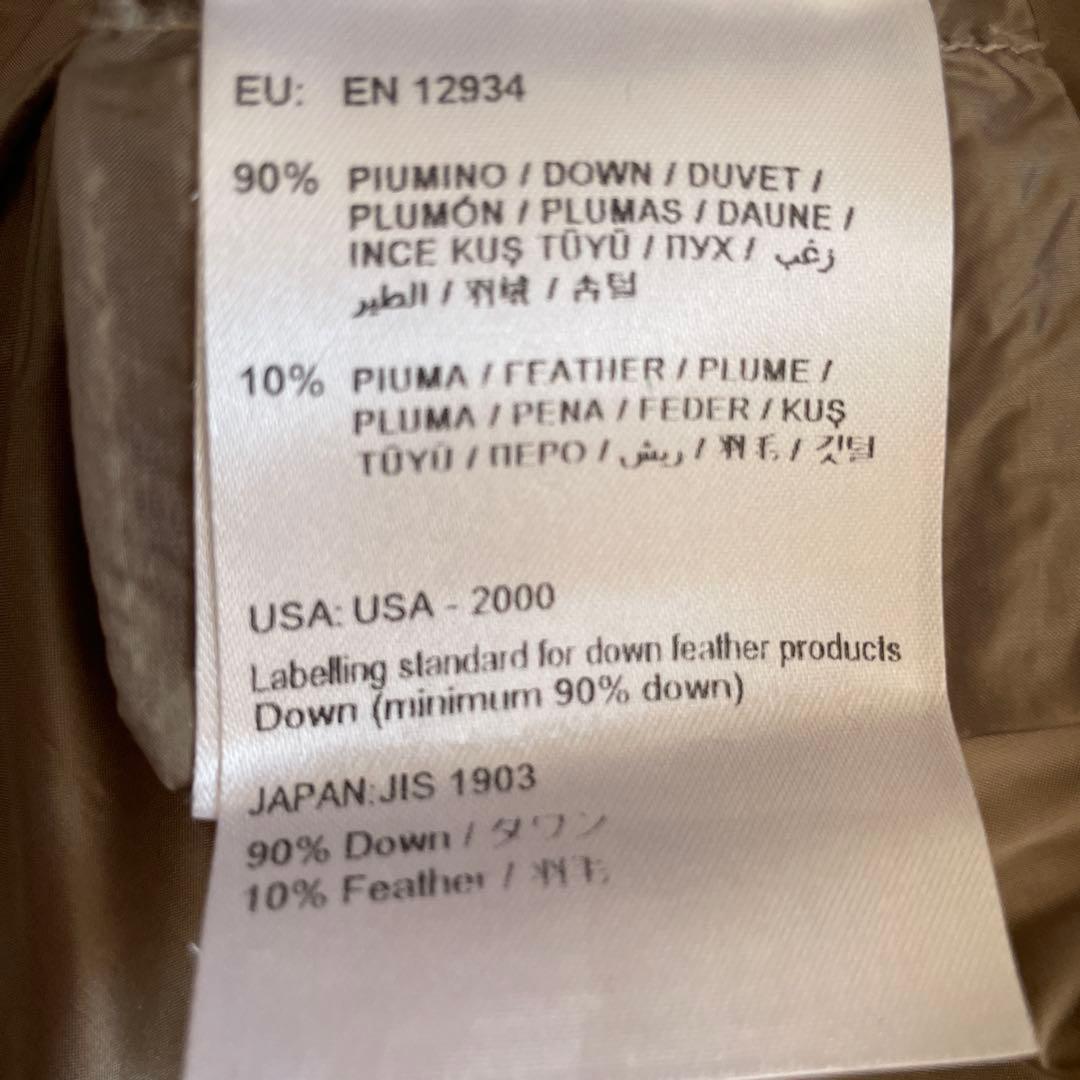 EU: EN 12934
90% PIUMINO / DOWN / DUVET /
PLUMÓN / PLUMAS / DAUNE /
INCE KUŞ TŪYŪ / ПУХ / زغب
الطير / 羽绒 / 솜털
10% PIUMA / FEATHER / PLUME /
PLUMA / PENA / FEDER / KUŞ
TŪYŪ / ПЕРО / ريش / 羽毛 / 깃털
USA: USA - 2000
Labelling standard for down feather products
Down (minimum 90% down)
JAPAN:JIS 1903
90% Down / ダウン
10% Feather / 羽毛